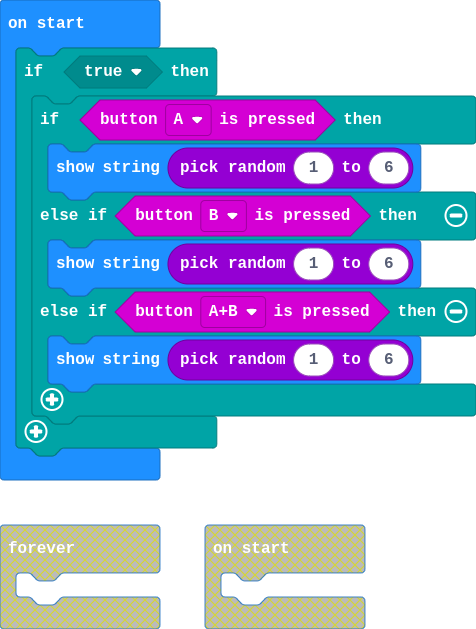 on start
if true then
if button A is pressed then
show string pick random 1 to 6
else if button B is pressed then
show string pick random 1 to 6
else if button A+B is pressed then
show string pick random 1 to 6
forever on start